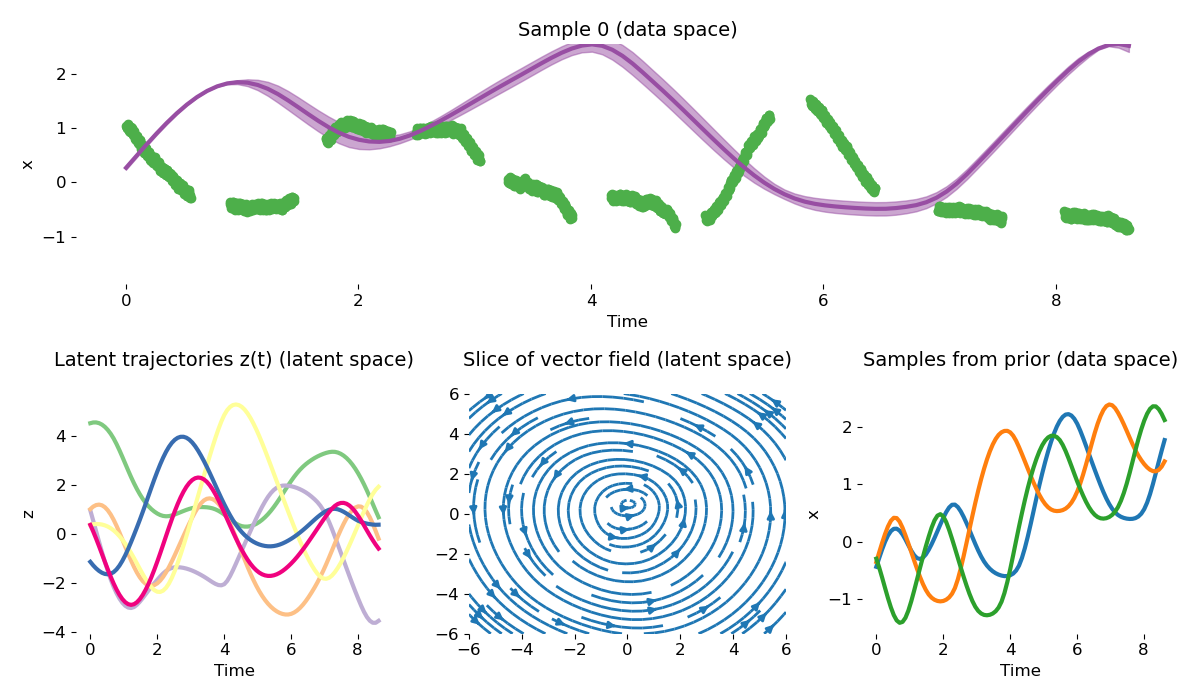 Sample 0 (data space)
2
1
0
−1
x
0 2 4 6 8
Time
Latent trajectories z(t) (latent space)
4
2
0
−2
−4
z
0 2 4 6 8
Time
Slice of vector field (latent space)
6
4
2
0
−2
−4
−6
−6 −4 −2 0 2 4 6
Samples from prior (data space)
2
1
0
−1
x
0 2 4 6 8
Time